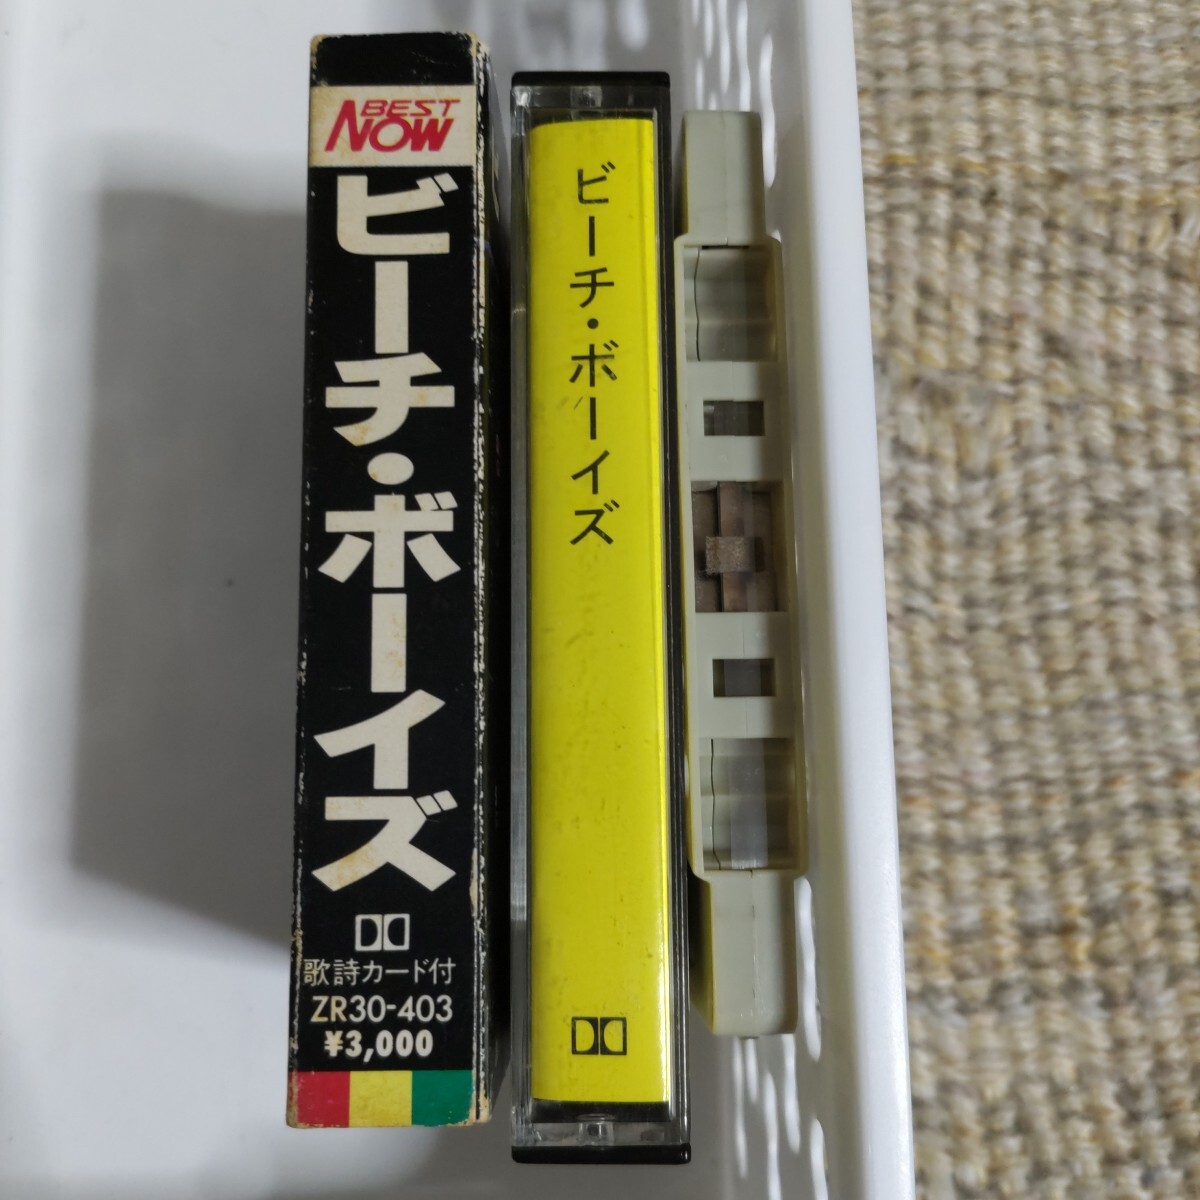 BEST
NOW
ビーチ・ボーイズ
歌詩カード付
ZR30-403
¥3,000
ビーチ・ボーイズ